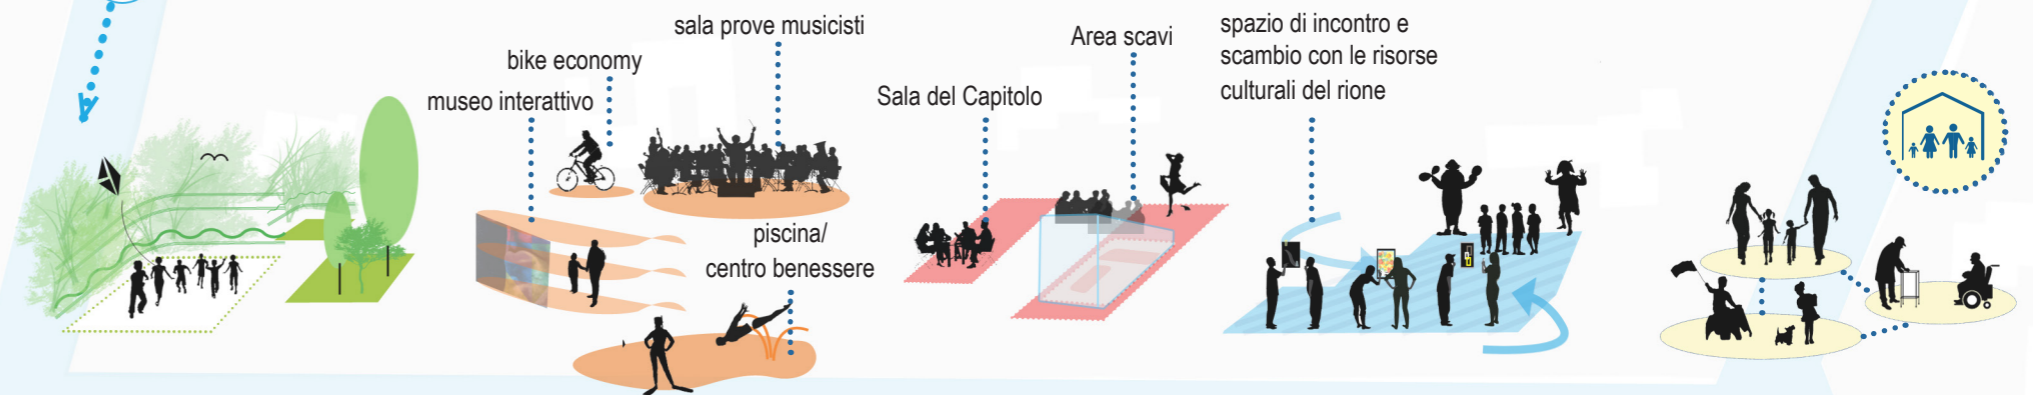 sala prove musicisti
bike economy
museo interattivo
piscina/
centro benessere
Sala del Capitolo
Area scavi
spazio di incontro e
scambio con le risorse
culturali del rione